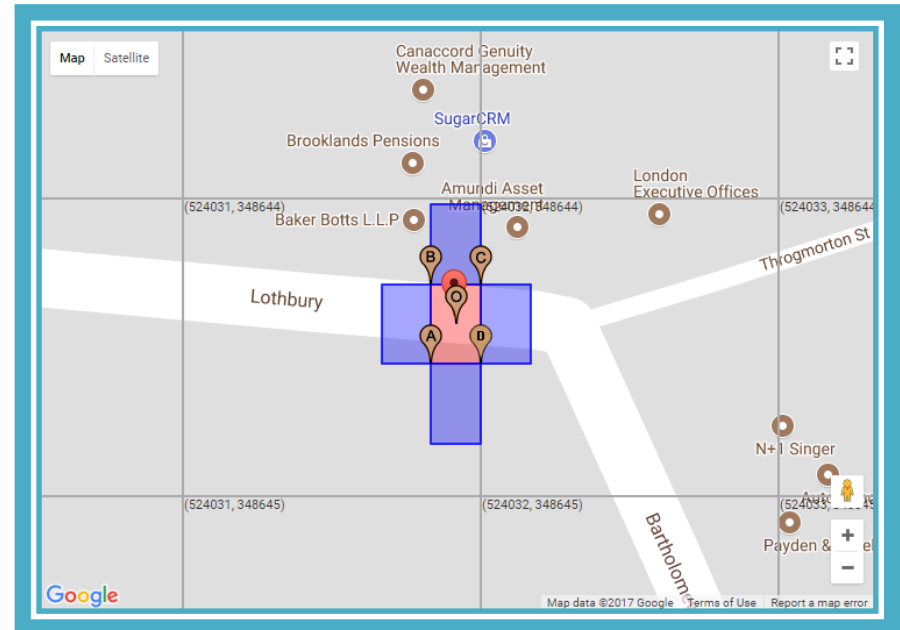 Map Satellite
Canaccord Genuity
Wealth Management
SugarCRM
Brooklands Pensions
London
Executive Offices
Amundi Asset
Management
(524031, 348644)
(524032, 348644)
(524033, 348644
Baker Botts L.L.P
Throgmorton St
B
C
O
Lothbury
A
D
N+1 Singer
(524031, 348645)
(524032, 348645)
Payden &
Bartholome
Google
Map data ©2017 Google Terms of Use Report a map error